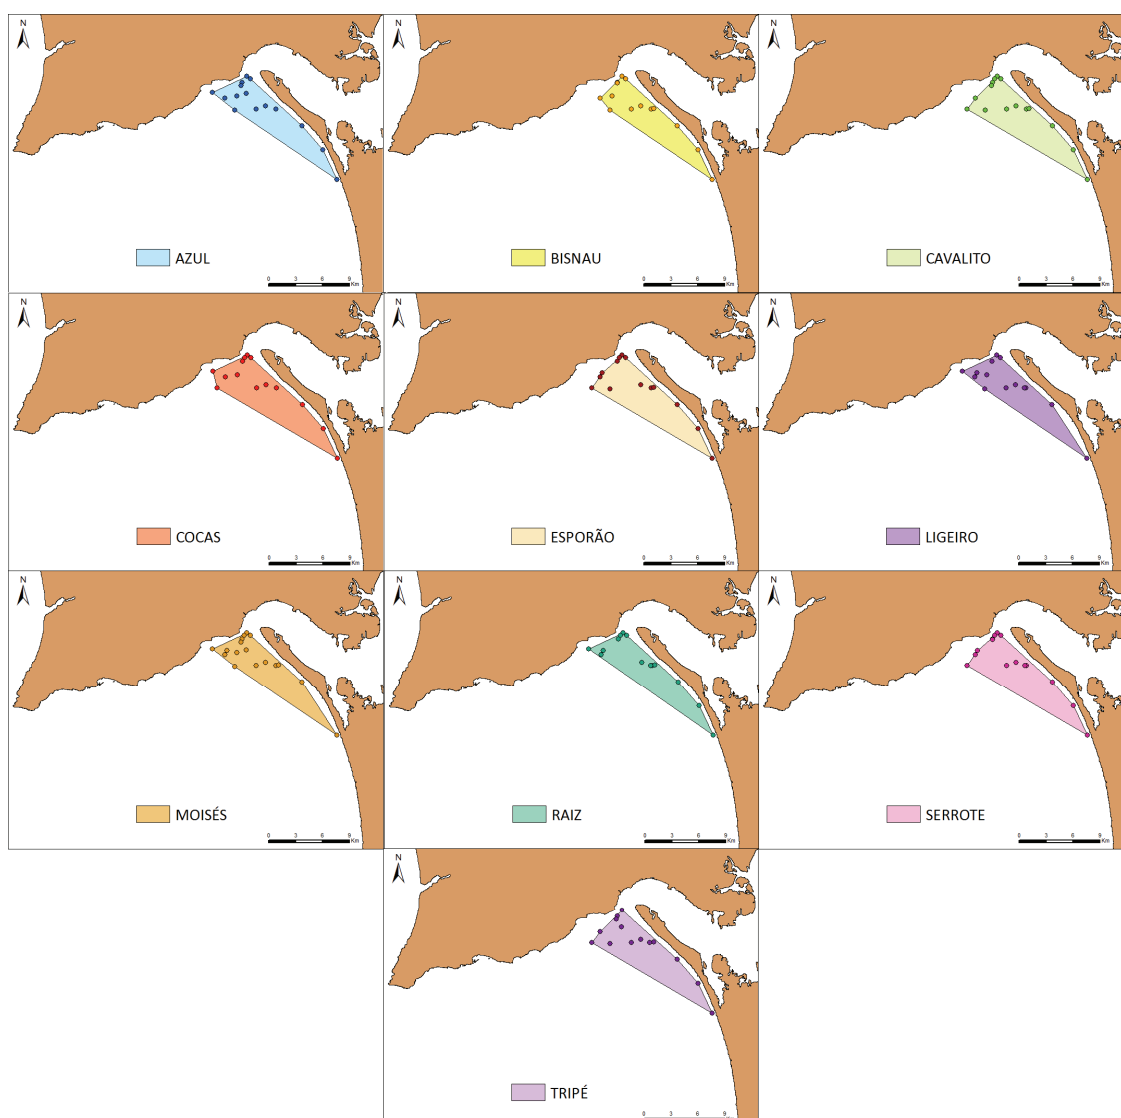 N N N
AZUL BISNAU CAVALITO
0 3 6 9 0 3 6 9 0 3 6 9
Km Km Km
N N N
COCAS ESPORÃO LIGEIRO
0 3 6 9 0 3 6 9 0 3 6 9
Km Km Km
N N N
MOISÉS RAIZ SERROTE
0 3 6 9 0 3 6 9 0 3 6 9
Km Km Km
N
TRIPÉ
0 3 6 9